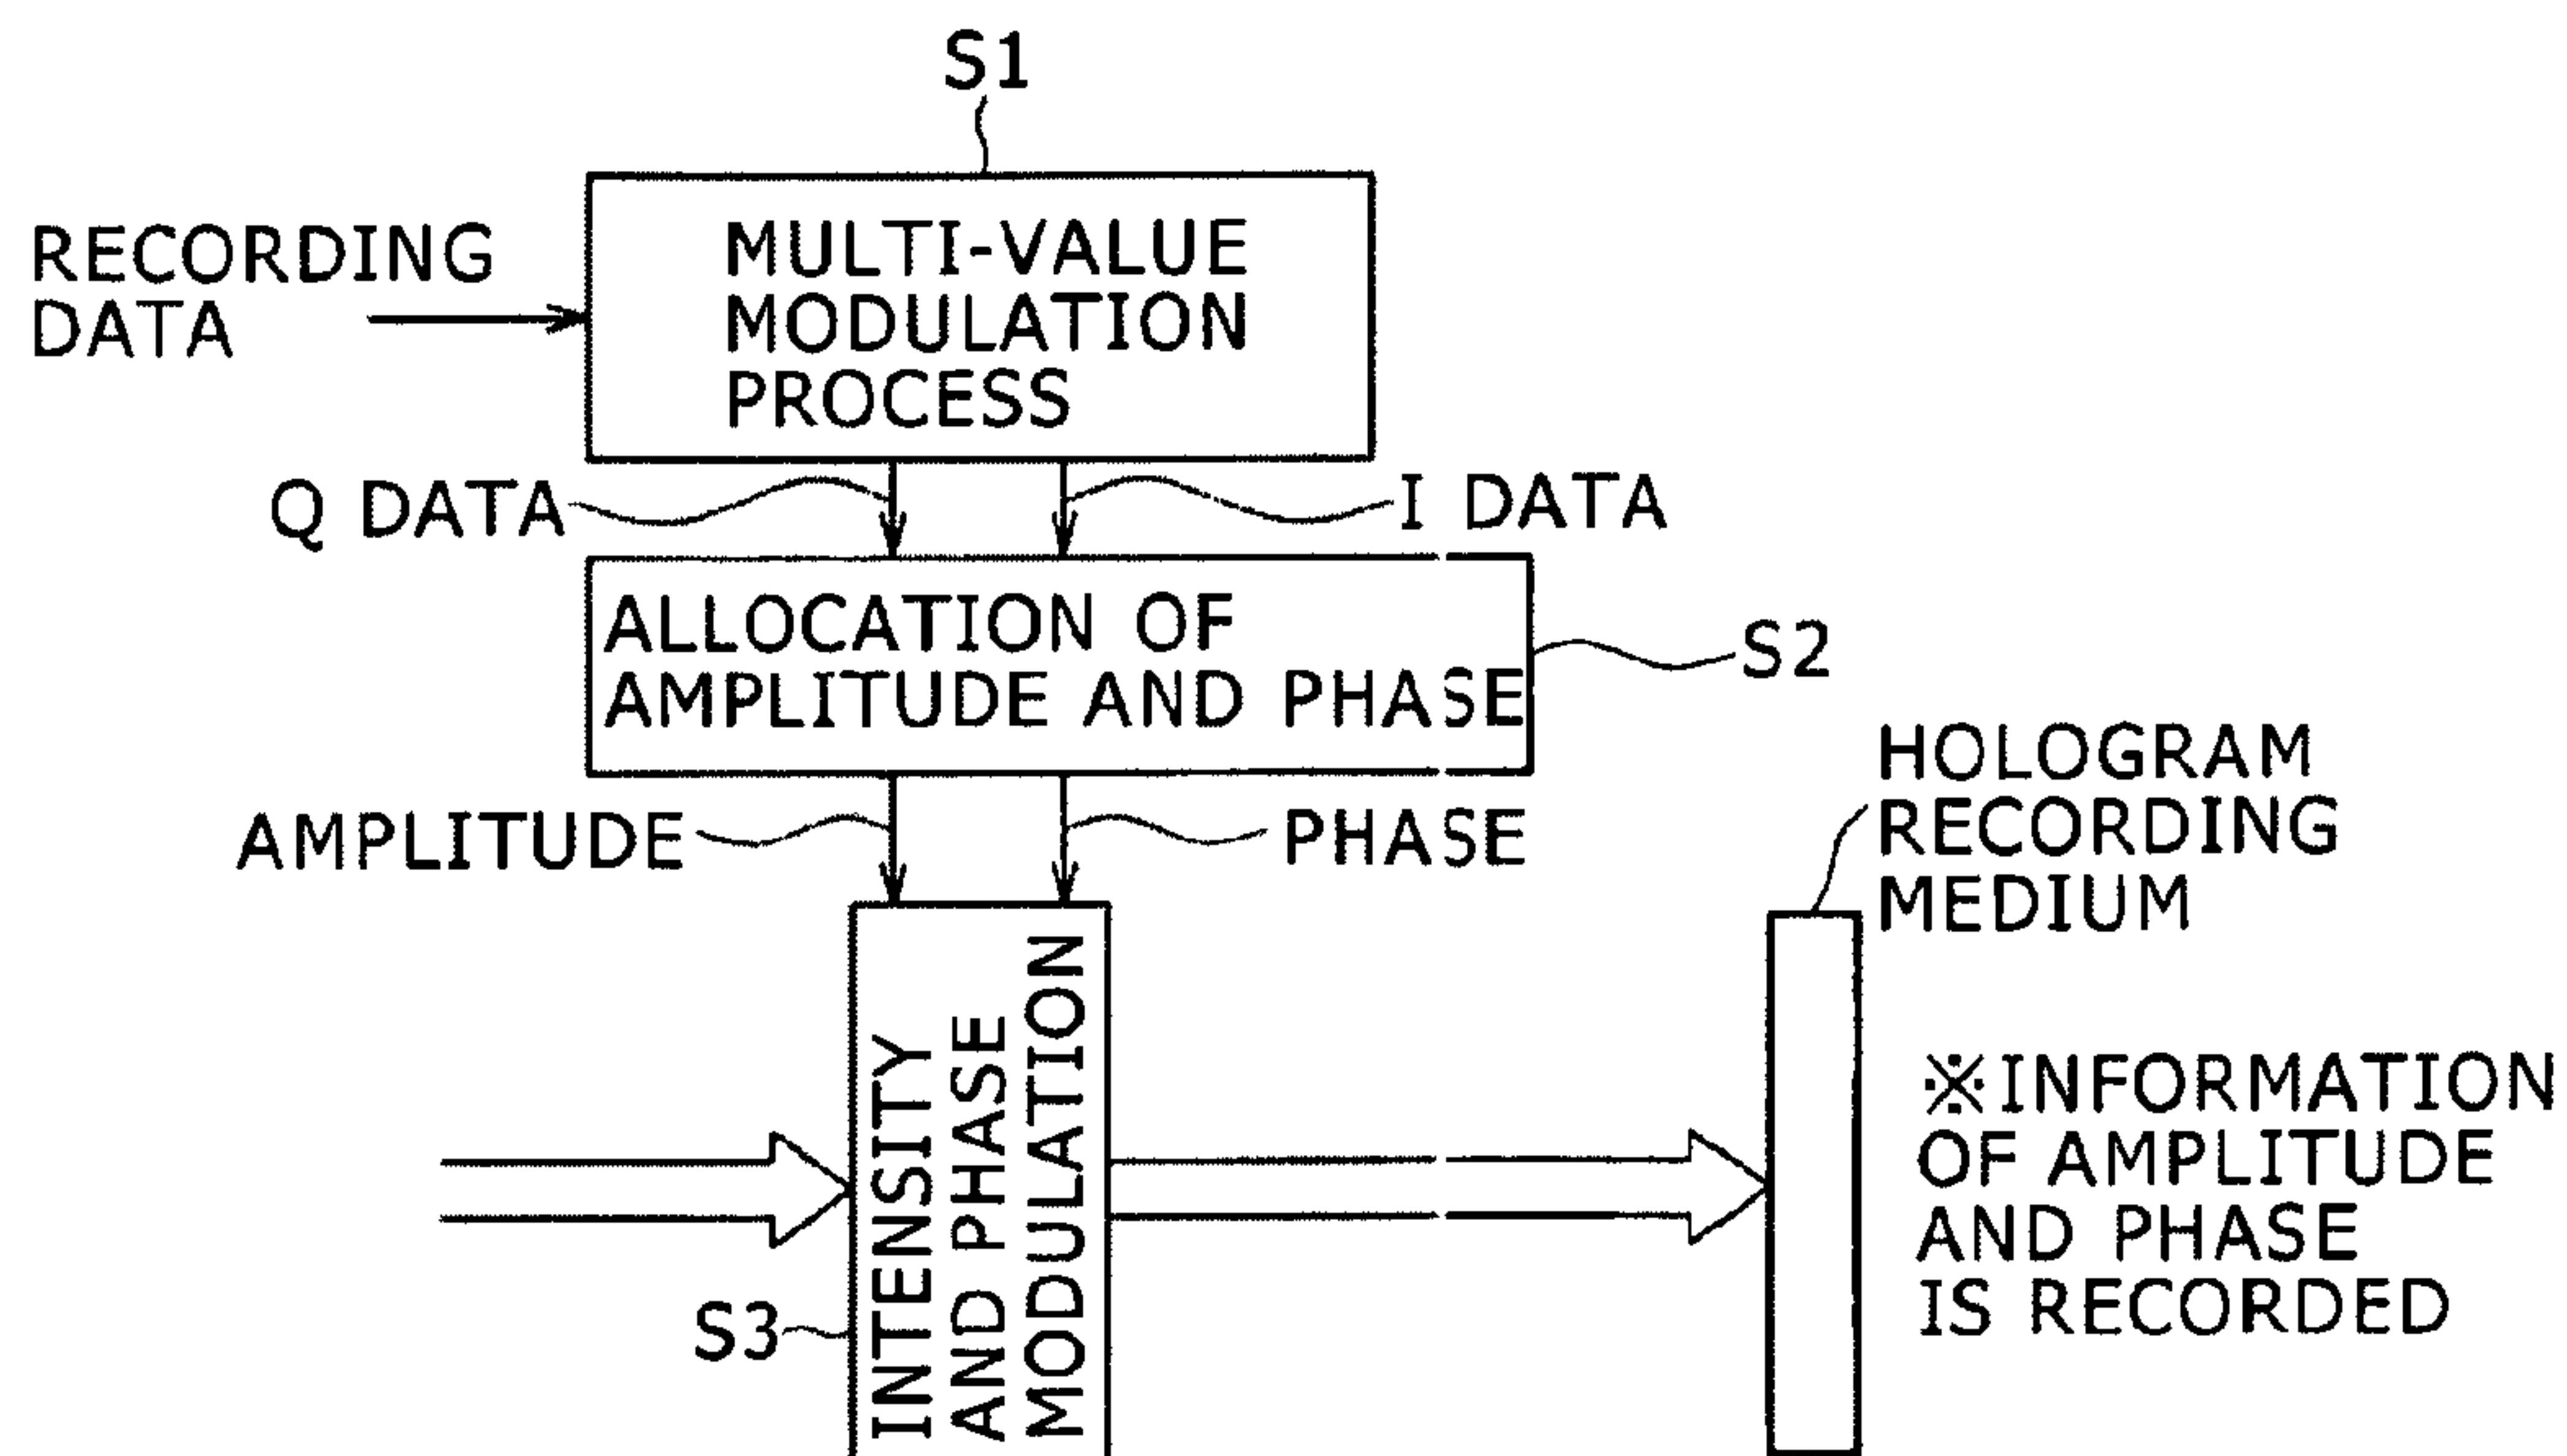 S1
RECORDING
DATA
MULTI-VALUE
MODULATION
PROCESS
Q DATA
I DATA
ALLOCATION OF
AMPLITUDE AND PHASE
S2
AMPLITUDE
PHASE
HOLOGRAM
RECORDING
MEDIUM
INTENSITY
AND PHASE
MODULATION
S3
※INFORMATION
OF AMPLITUDE
AND PHASE
IS RECORDED